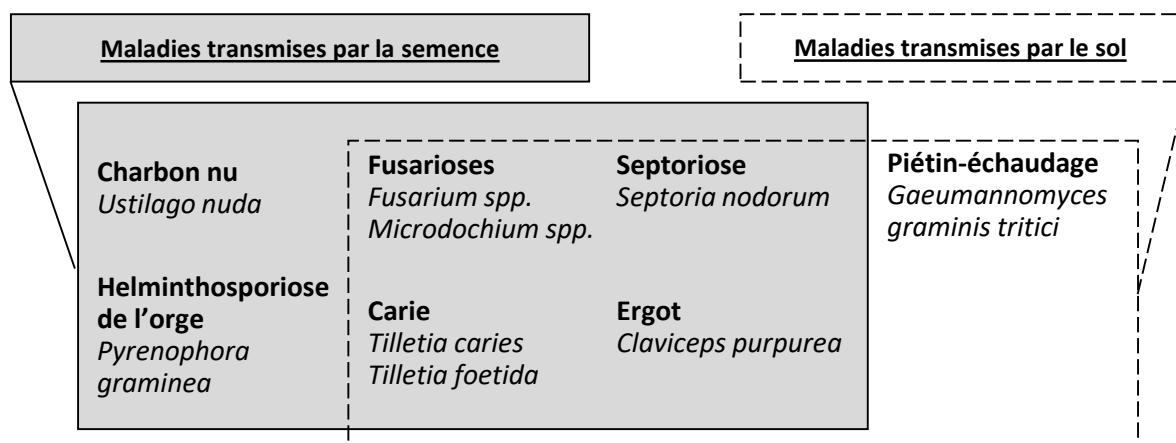 Maladies transmises par la semence
Maladies transmises par le sol
Charbon nu
Ustilago nuda
Fusarioses
Fusarium spp.
Microdochium spp.
Septoriose
Septoria nodorum
Piétin-échaudage
Gaeumannomyces
graminis tritici
Helminthosporiose
de l’orge
Pyrenophora
graminea
Carie
Tilletia caries
Tilletia foetida
Ergot
Claviceps purpurea